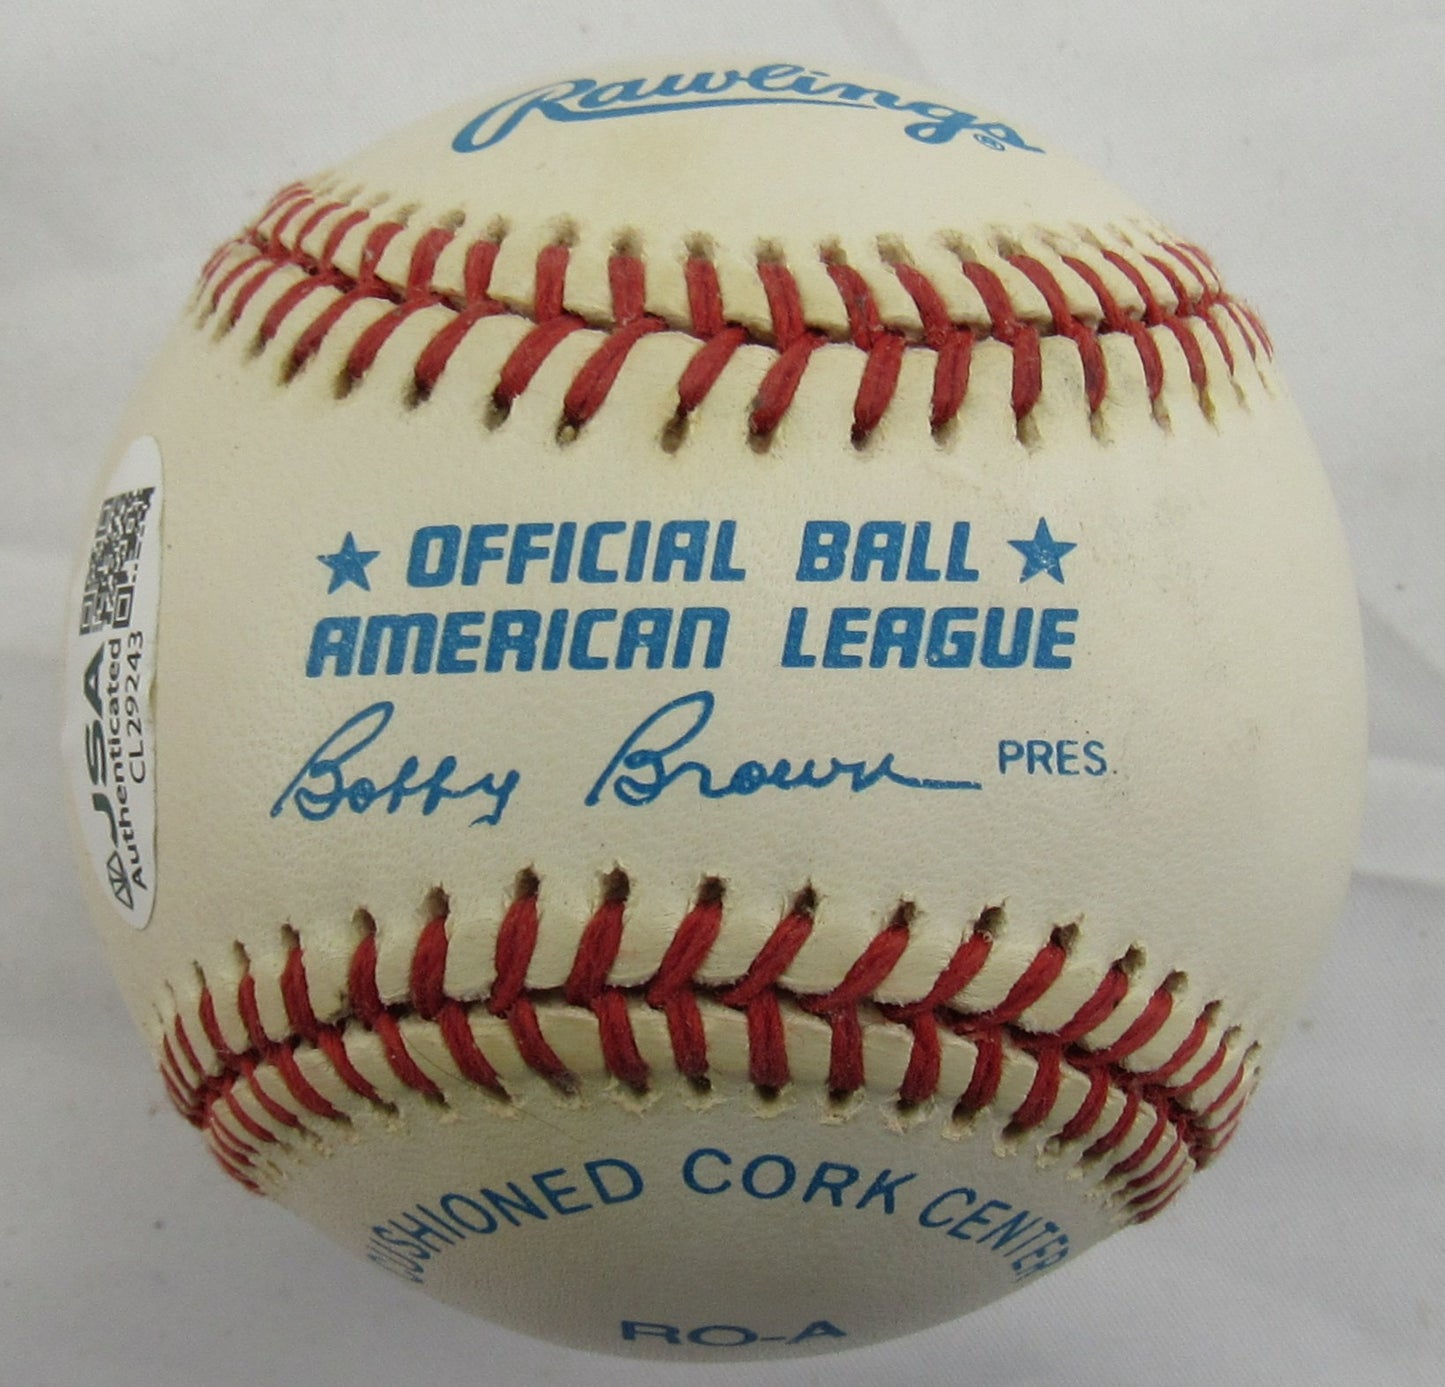 Rawlings®
★ OFFICIAL BALL ★
AMERICAN LEAGUE
Bobby Brown PRES.
CUSHIONED CORK CENTER
RO-A
JSA
Authenticated
CL29243